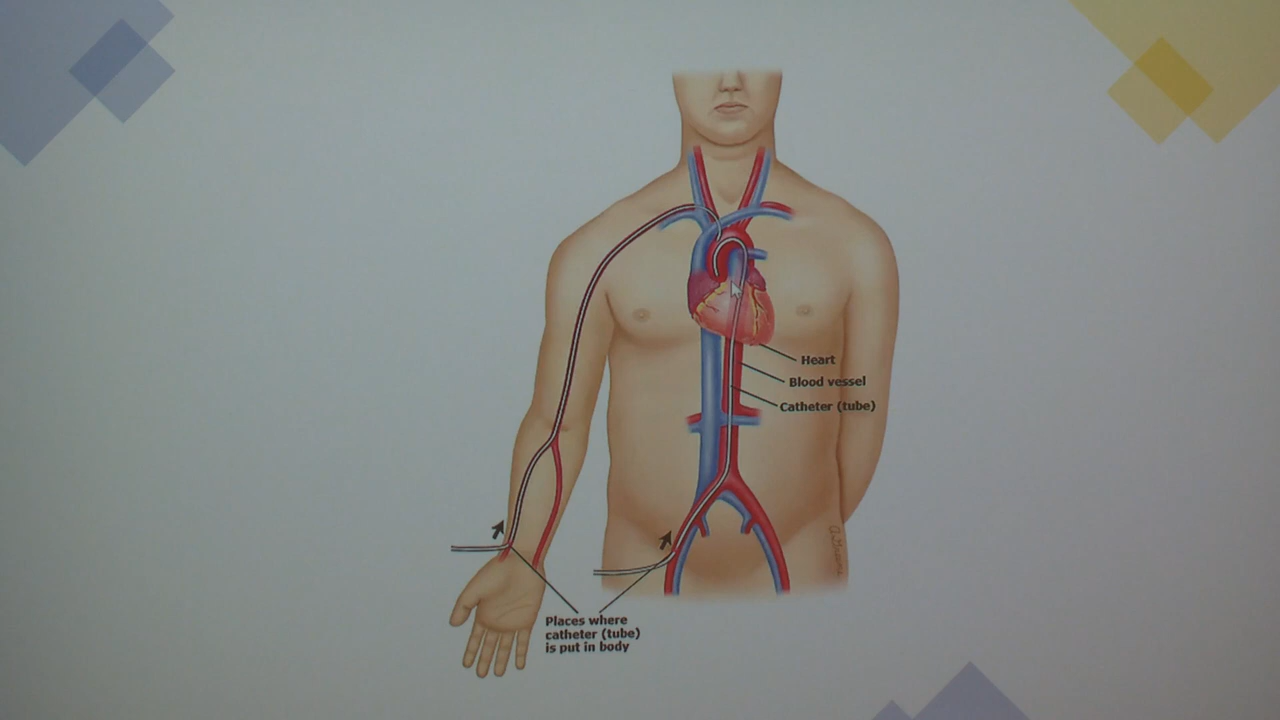 Heart
Blood vessel
Catheter (tube)
Places where
catheter (tube)
is put in body